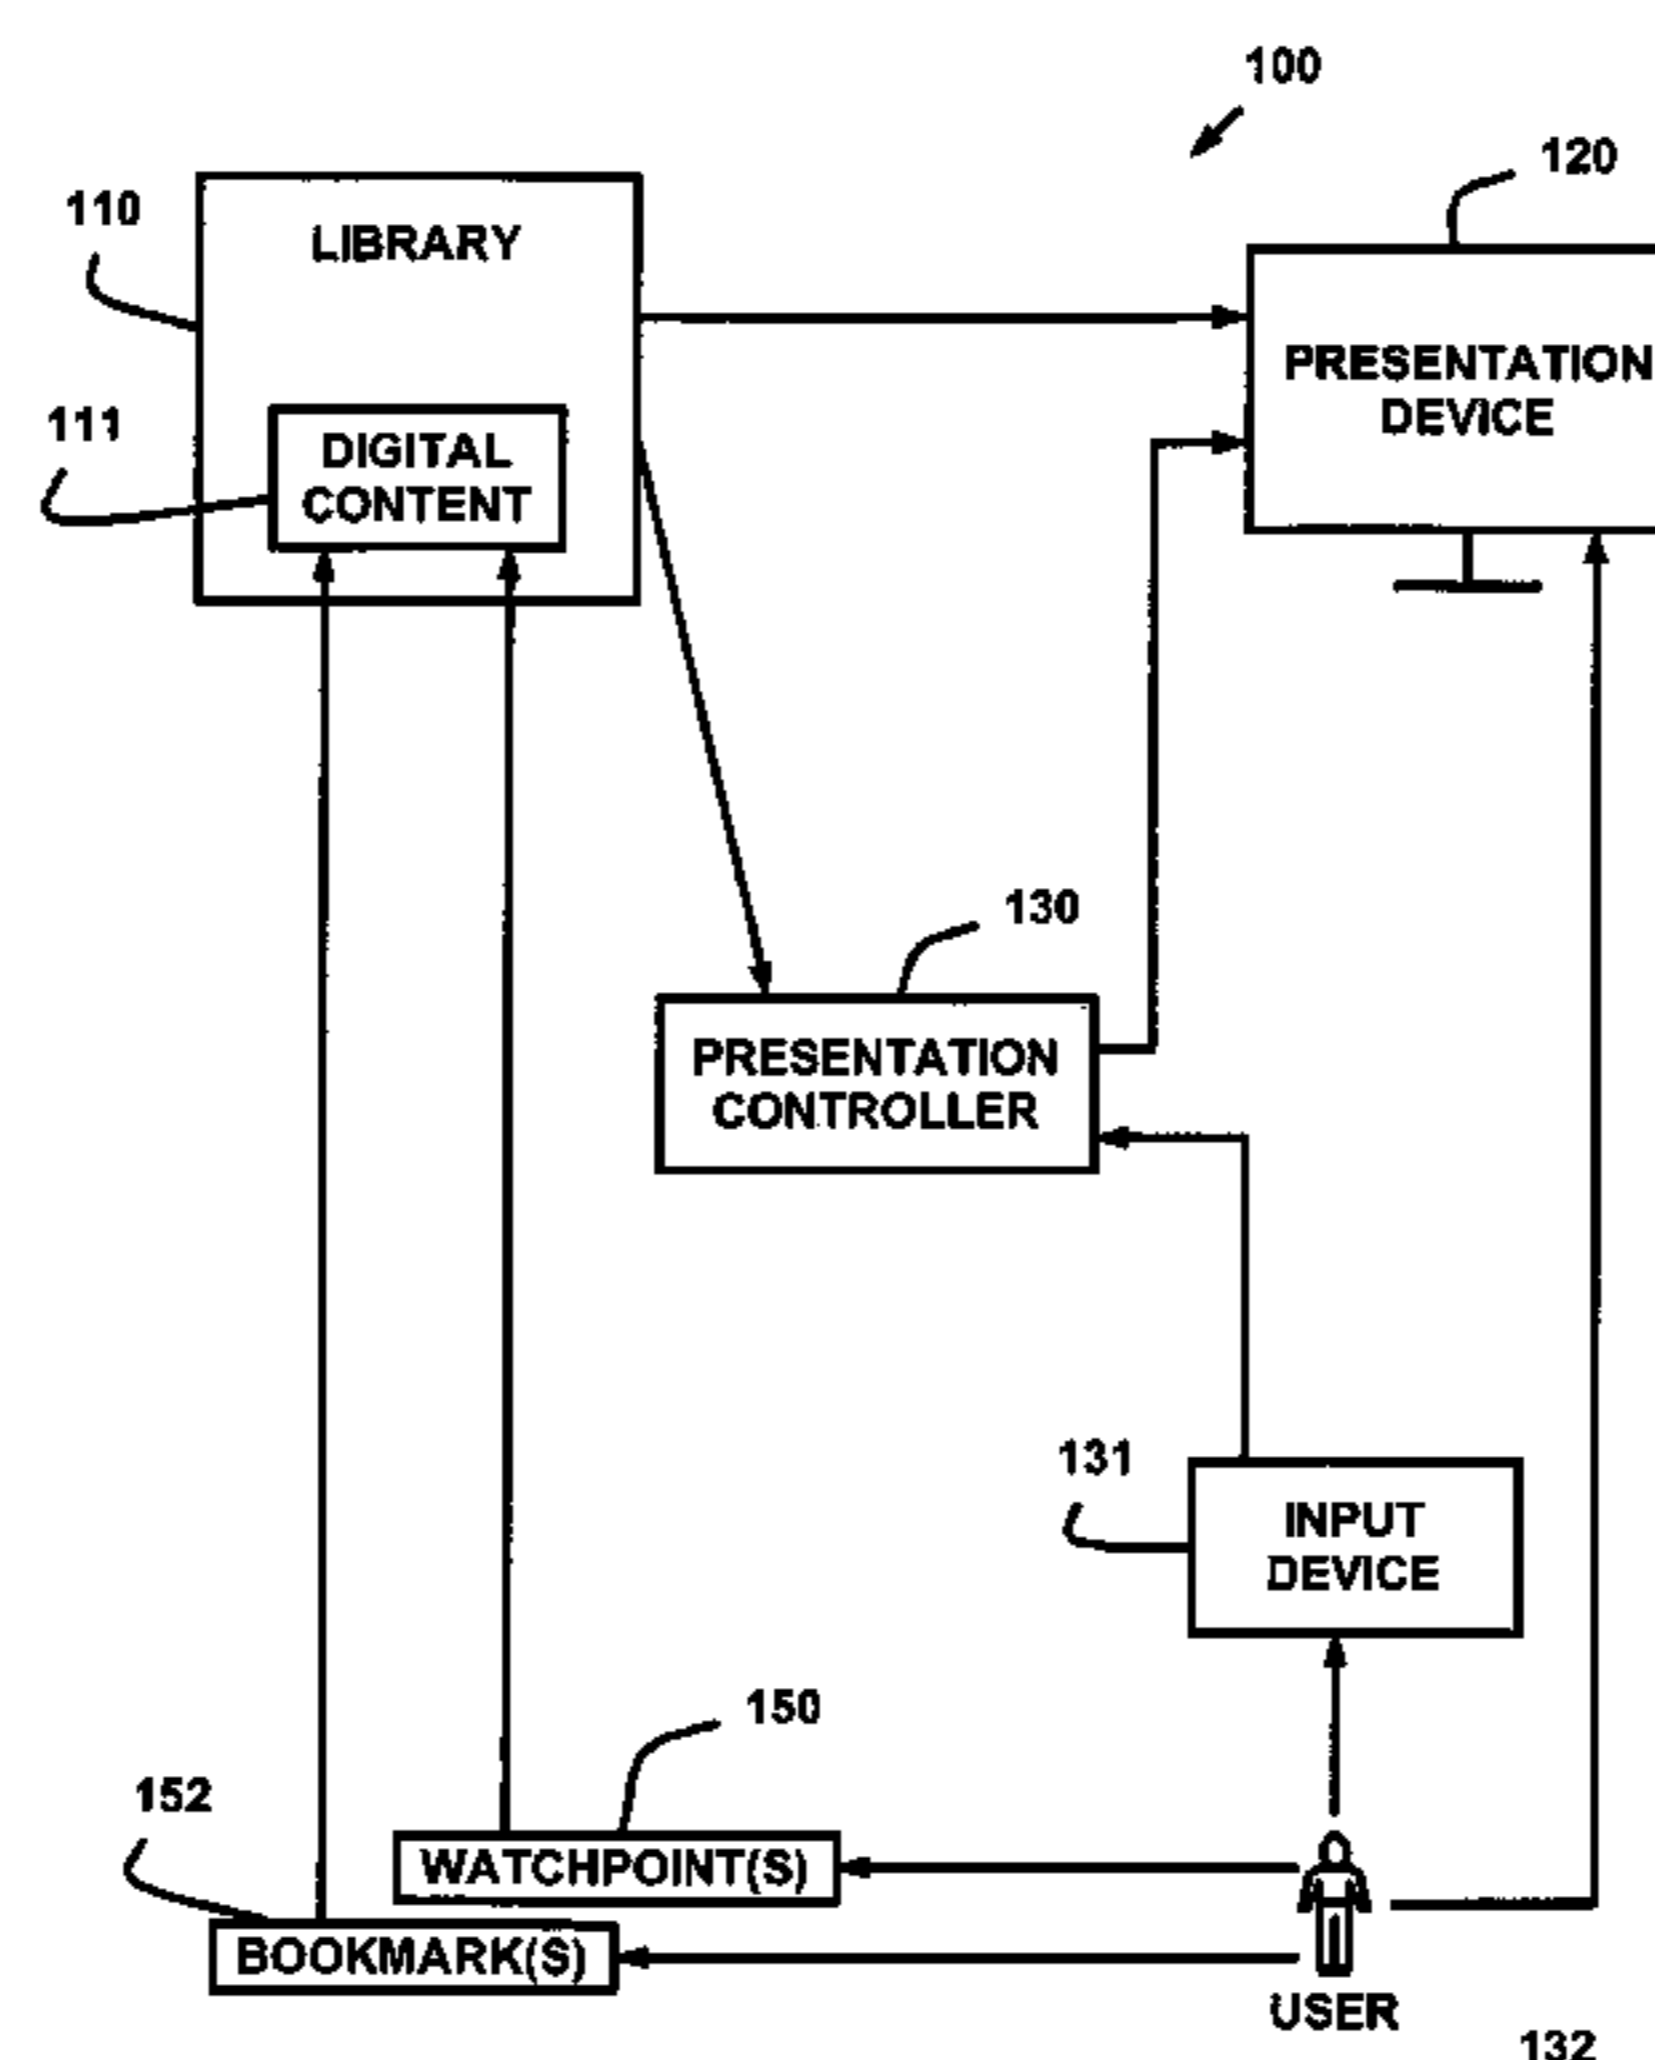 100
120
110
LIBRARY
PRESENTATION
DEVICE
111
DIGITAL
CONTENT
130
PRESENTATION
CONTROLLER
131
INPUT
DEVICE
150
152
WATCHPOINT(S)
BOOKMARK(S)
USER
132